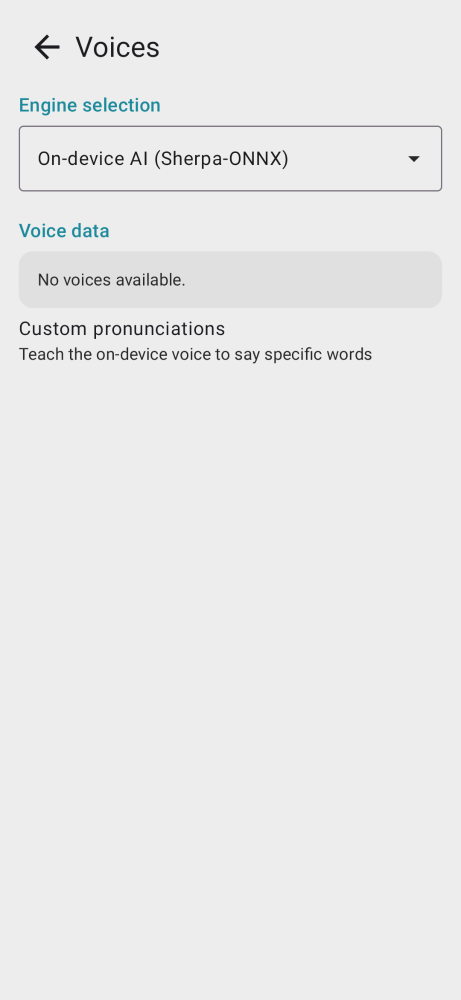 Voices
Engine selection
On-device AI (Sherpa-ONNX)
Voice data
No voices available.
Custom pronunciations
Teach the on-device voice to say specific words